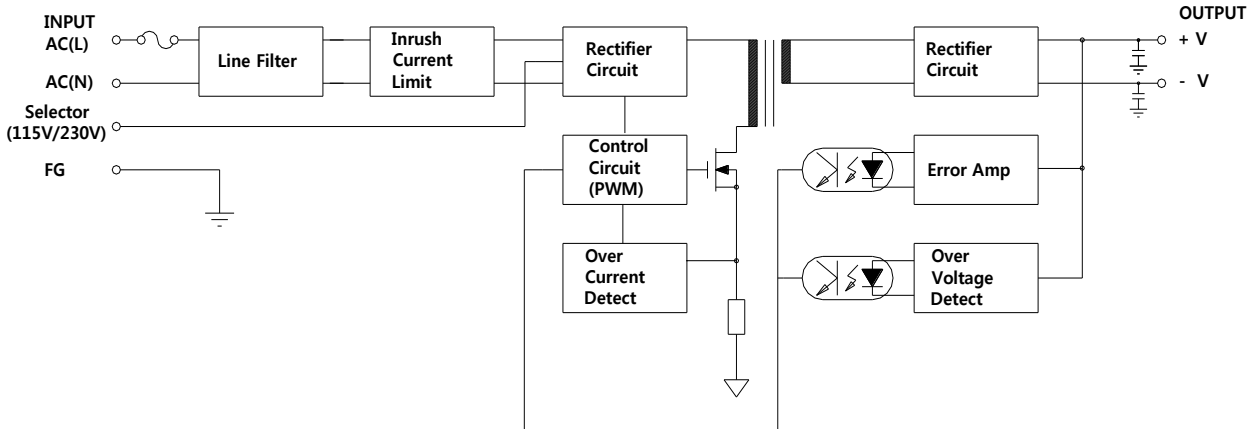 INPUT
AC(L)
AC(N)
Selector
(115V/230V)
FG
Line Filter
Inrush
Current
Limit
Rectifier
Circuit
Control
Circuit
(PWM)
Over
Current
Detect
Rectifier
Circuit
Error Amp
Over
Voltage
Detect
OUTPUT
+ V
- V